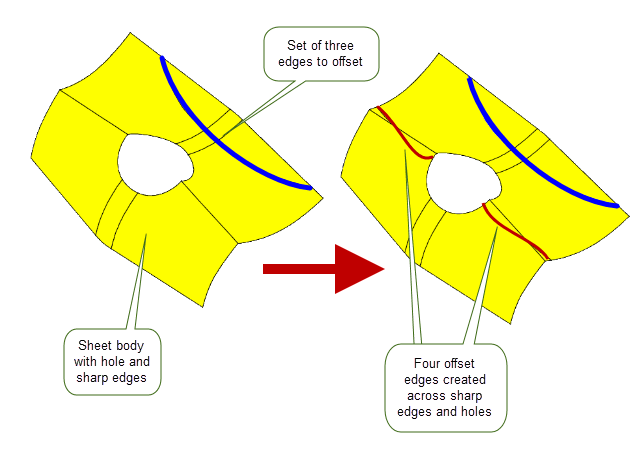 Set of three
edges to offset
Sheet body
with hole and
sharp edges
Four offset
edges created
across sharp
edges and holes